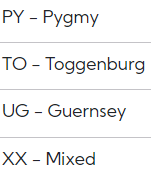 PY – Pygmy
TO – Toggenburg
UG – Guernsey
XX – Mixed